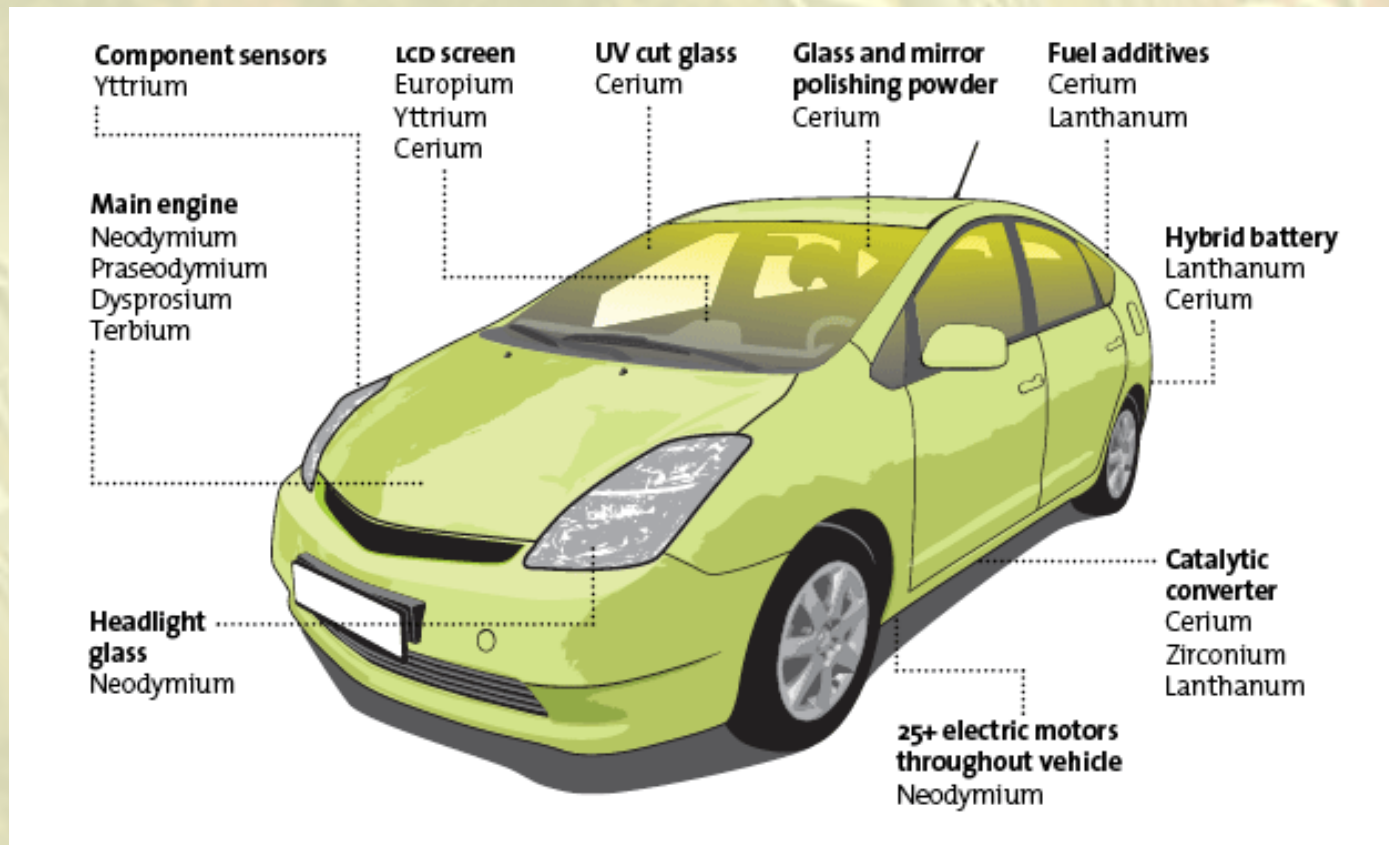 Component sensors
Yttrium
LCD screen
Europium
Yttrium
Cerium
UV cut glass
Cerium
Glass and mirror
polishing powder
Cerium
Fuel additives
Cerium
Lanthanum
Main engine
Neodymium
Praseodymium
Dysprosium
Terbium
Hybrid battery
Lanthanum
Cerium
Headlight
glass
Neodymium
Catalytic
converter
Cerium
Zirconium
Lanthanum
25+ electric motors
throughout vehicle
Neodymium